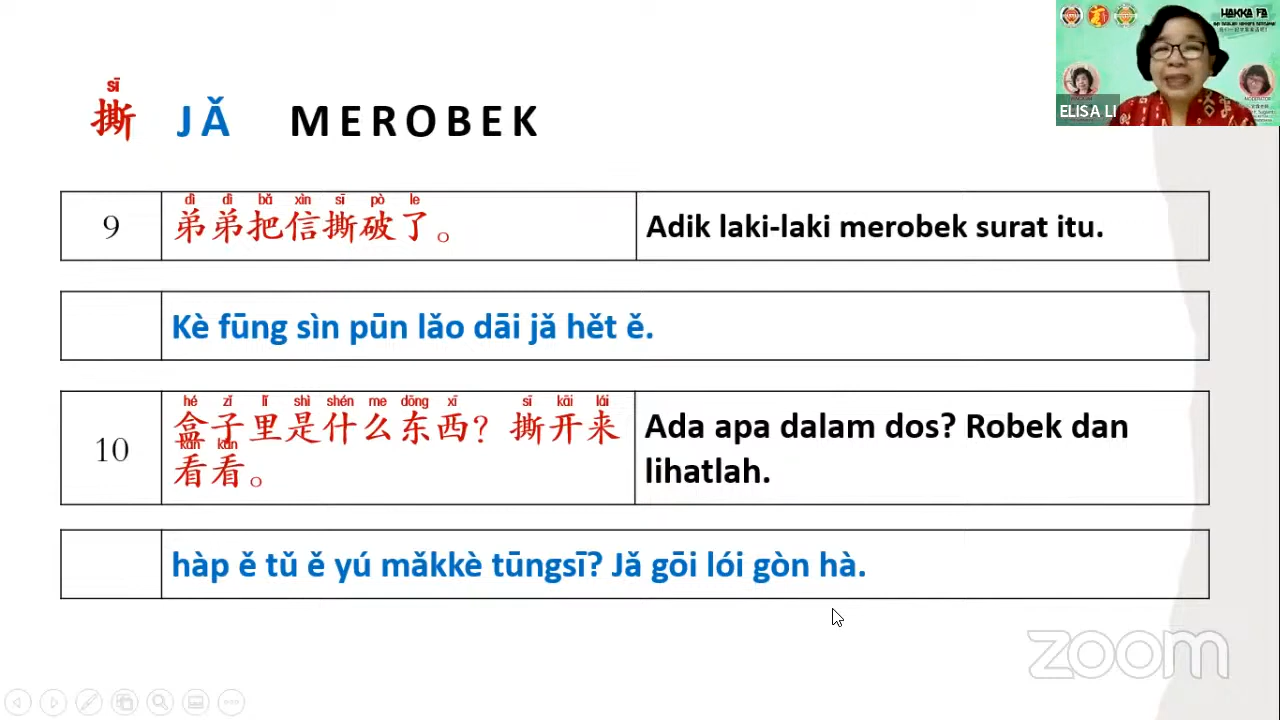 sī
撕 JǍ MEROBEK
HAKKA FA
ELISA LI
MODERATOR
dì dì bǎ xìn sī pò le
9 弟弟把信撕破了。 Adik laki-laki merobek surat itu.
Kè fūng sìn pūn lǎo dāi jǎ hět ě.
hé zǐ lǐ shì shén me dōng xī sī kāi lái
10 盒子里是什么东西？撕开来 Ada apa dalam dos? Robek dan
kàn kàn
看看。 lihatlah.
hàp ě tǔ ě yú mǎkkè tūngsī? Jǎ gōi lói gòn hà.
zoom